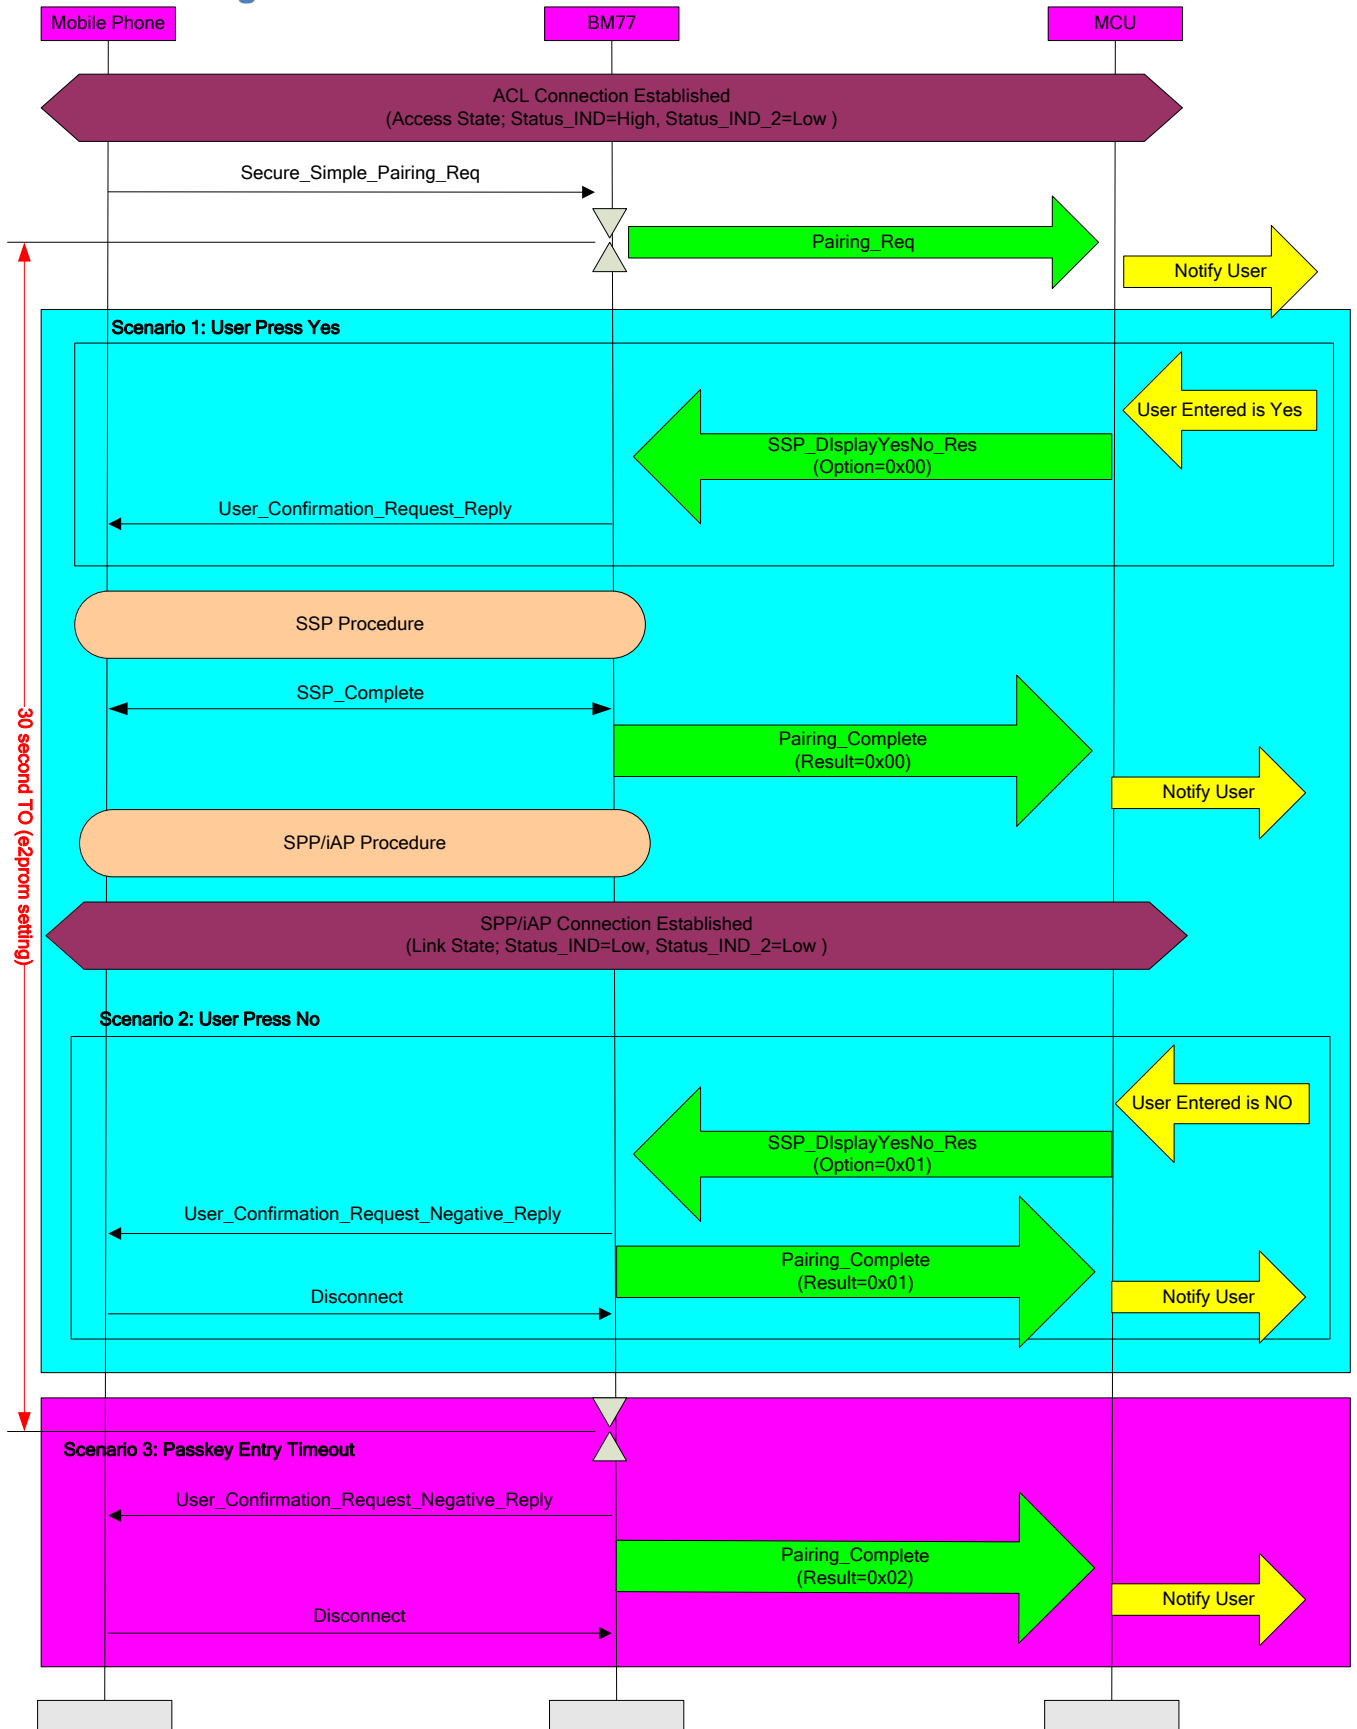 Mobile Phone
BM77
MCU
ACL Connection Established
(Access State; Status_IND=High, Status_IND_2=Low )
Secure_Simple_Pairing_Req
Pairing_Req
Notify User
Scenario 1: User Press Yes
User Entered is Yes
SSP_DIsplayYesNo_Res
(Option=0x00)
User_Confirmation_Request_Reply
SSP Procedure
SSP_Complete
Pairing_Complete
(Result=0x00)
Notify User
30 second TO (e2prom setting)
SPP/iAP Procedure
SPP/iAP Connection Established
(Link State; Status_IND=Low, Status_IND_2=Low )
Scenario 2: User Press No
User Entered is NO
SSP_DIsplayYesNo_Res
(Option=0x01)
User_Confirmation_Request_Negative_Reply
Pairing_Complete
(Result=0x01)
Disconnect
Notify User
Scenario 3: Passkey Entry Timeout
User_Confirmation_Request_Negative_Reply
Pairing_Complete
(Result=0x02)
Notify User
Disconnect